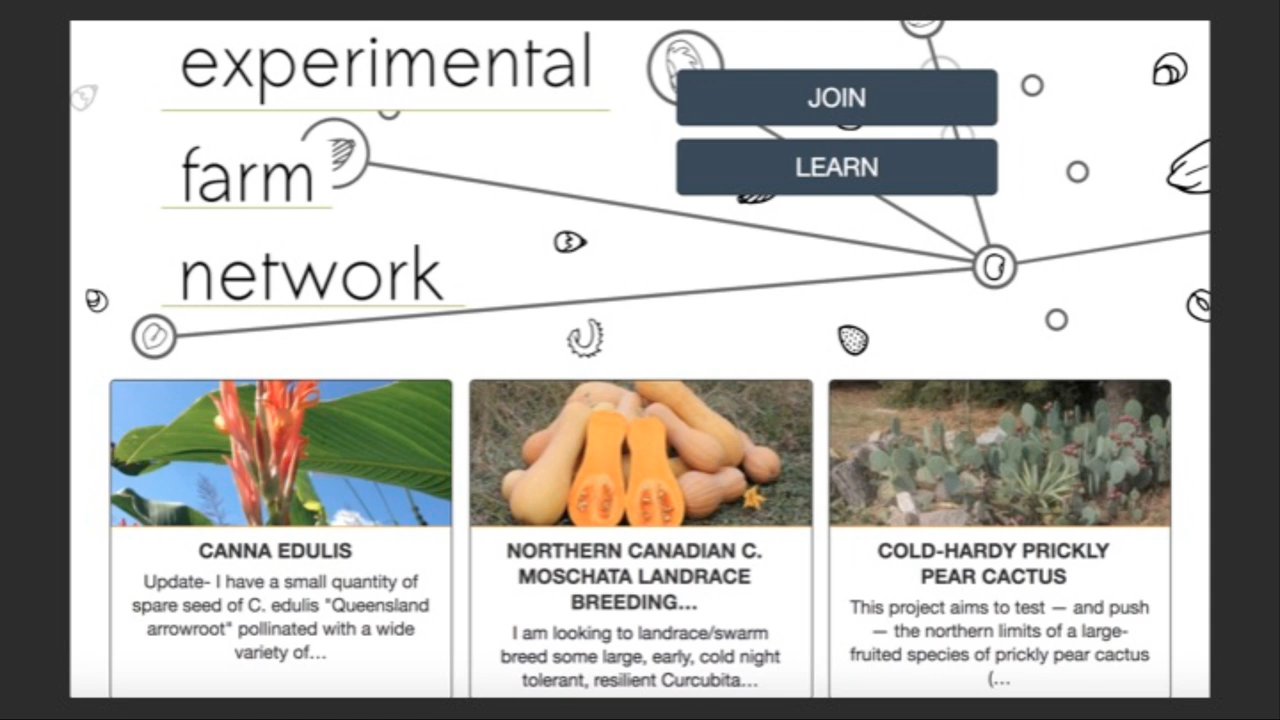 experimental
farm
network
JOIN
LEARN
CANNA EDULIS
Update- I have a small quantity of
spare seed of C. edulis "Queensland
arrowroot" pollinated with a wide
variety of...
NORTHERN CANADIAN C.
MOSCHATA LANDRACE
BREEDING...
I am looking to landrace/swarm
breed some large, early, cold night
tolerant, resilient Curcubita...
COLD-HARDY PRICKLY
PEAR CACTUS
This project aims to test — and push
— the northern limits of a large-
fruited species of prickly pear cactus
(...